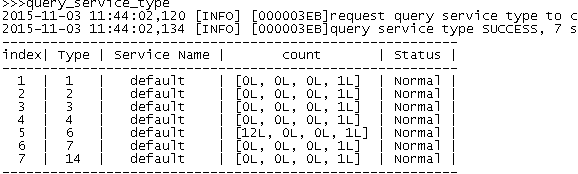 >>>query_service_type
2015-11-03 11:44:02,120 [INFO] [000003EB]request query service type to c
2015-11-03 11:44:02,134 [INFO] [000003EB]query service type SUCCESS, 7 s
----------------------------------------------------------
index| Type | Service Name | count | Status |
----------------------------------------------------------
1 | 1 | default | [0L, 0L, 0L, 1L] | Normal |
2 | 2 | default | [0L, 0L, 0L, 1L] | Normal |
3 | 3 | default | [0L, 0L, 0L, 1L] | Normal |
4 | 4 | default | [0L, 0L, 0L, 1L] | Normal |
5 | 6 | default | [12L, 0L, 0L, 1L] | Normal |
6 | 7 | default | [0L, 0L, 0L, 1L] | Normal |
7 | 14 | default | [0L, 0L, 0L, 1L] | Normal |
----------------------------------------------------------